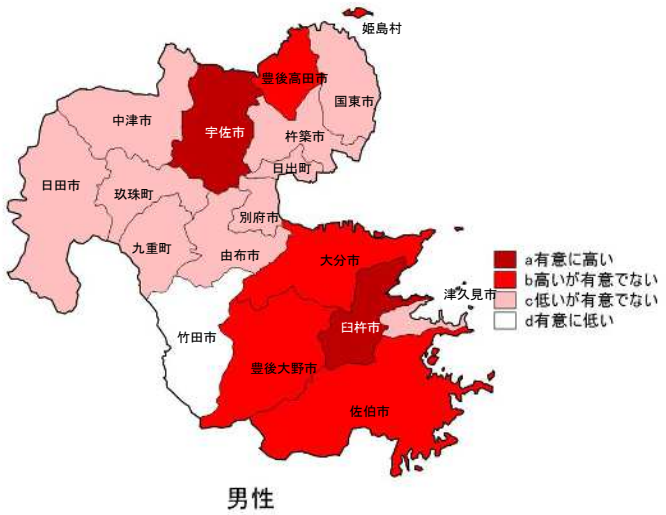 姫島村
豊後高田市
国東市
中津市
宇佐市
杵築市
日出町
日田市
玖珠町
別府市
九重町
由布市
大分市
a有意に高い
b高いが有意でない
c低いが有意でない
d有意に低い
津久見市
竹田市
臼杵市
豊後大野市
佐伯市
男性